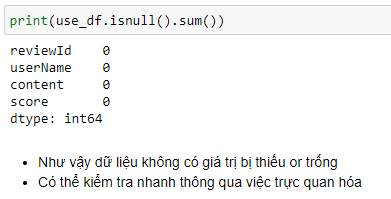 print(use_df.isnull().sum())
reviewId    0
userName    0
content     0
score       0
dtype: int64
• Như vậy dữ liệu không có giá trị bị thiếu or trống
• Có thể kiểm tra nhanh thông qua việc trực quan hóa